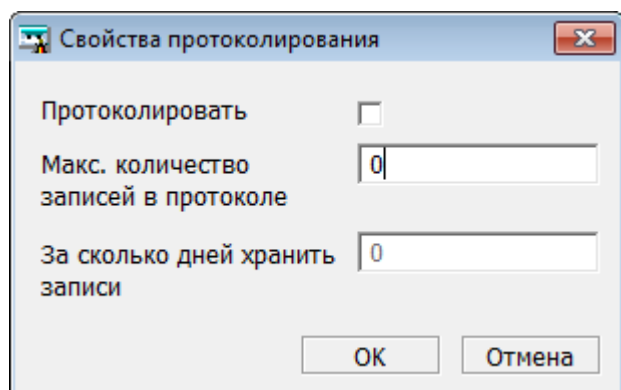 Свойства протоколирования
Протоколировать
Макс. количество
записей в протоколе
0
За сколько дней хранить
записи
0
OK
Отмена